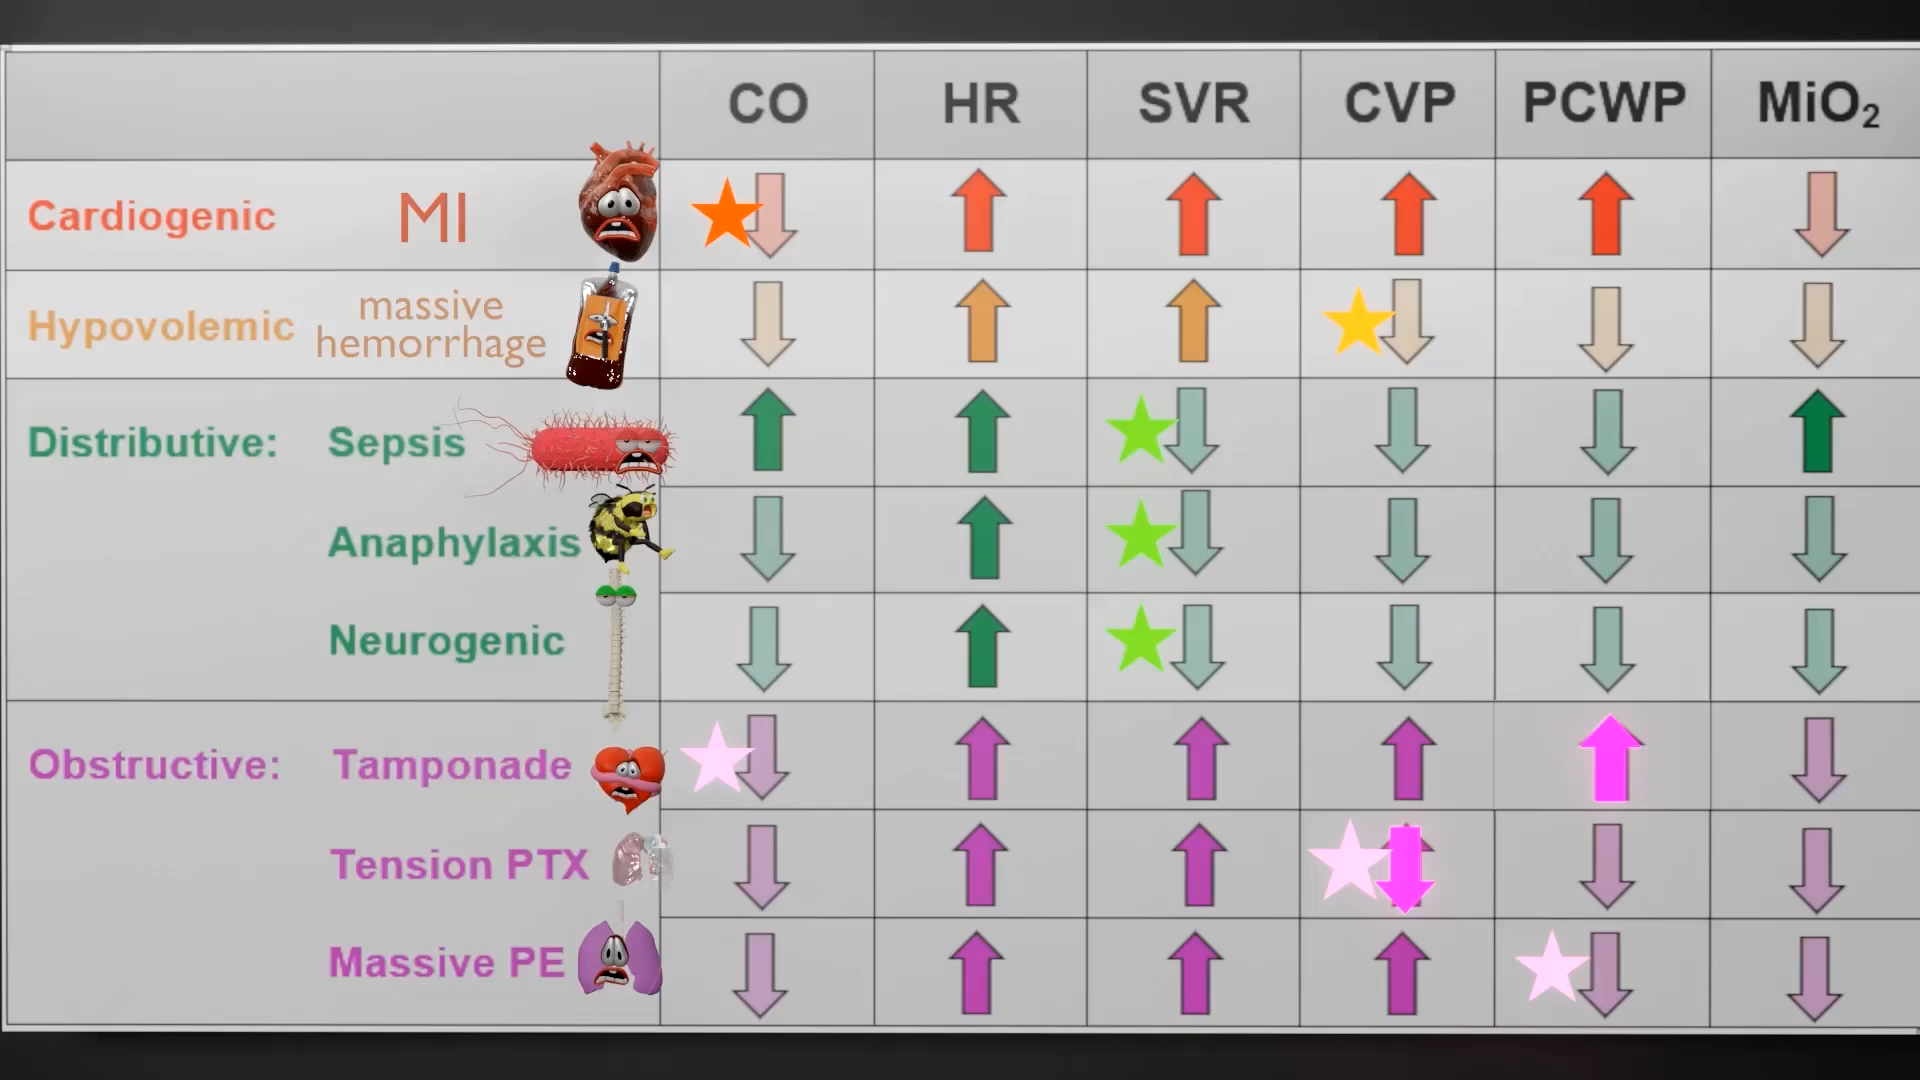 CO HR SVR CVP PCWP MiO₂
Cardiogenic MI
Hypovolemic massive hemorrhage
Distributive: Sepsis
Anaphylaxis
Neurogenic
Obstructive: Tamponade
Tension PTX
Massive PE